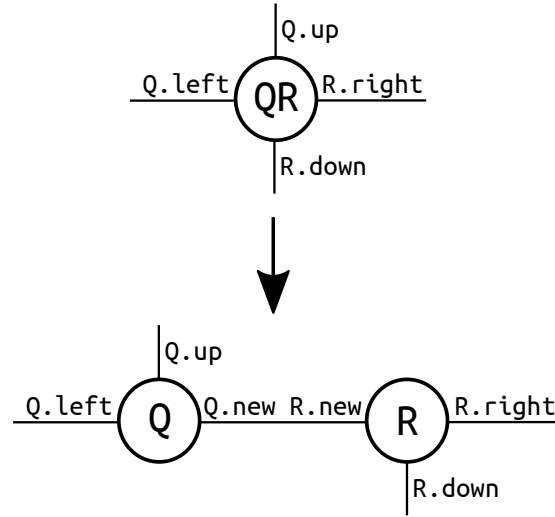 Q.up
Q.left QR R.right
R.down
Q.up
Q.left Q Q.new R.new R R.right
R.down